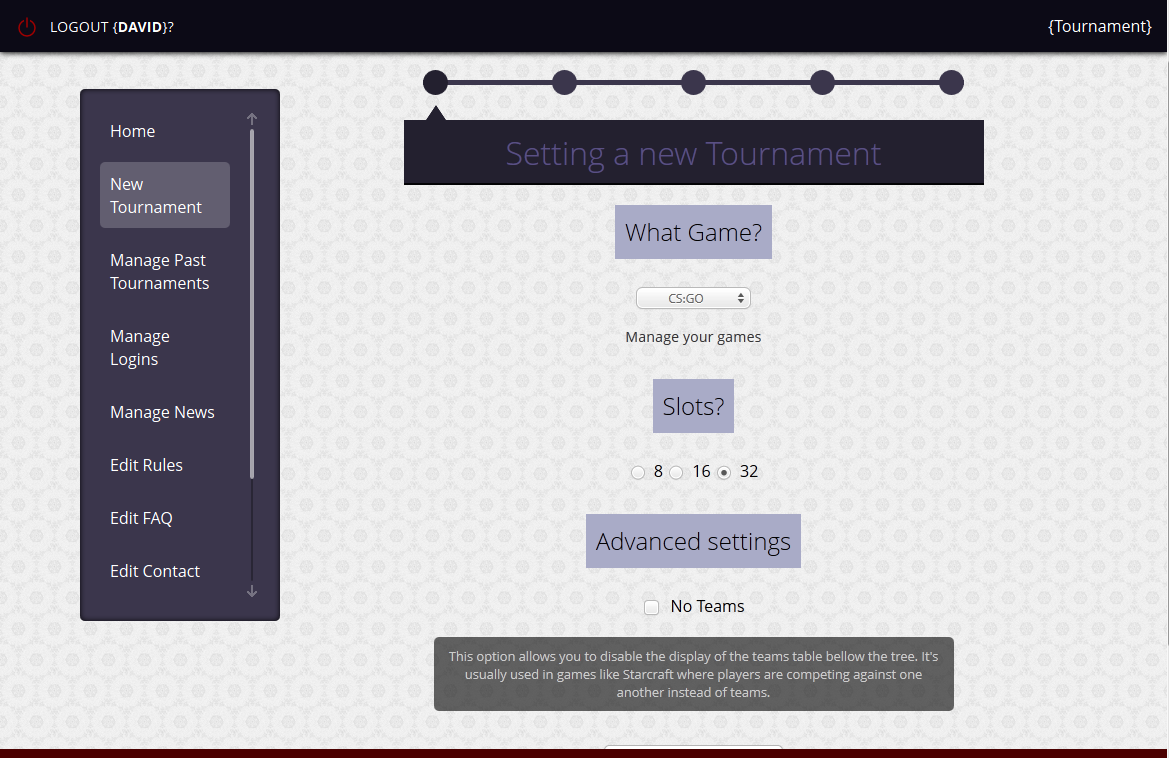 LOGOUT {DAVID}?
{Tournament}
Home
New
Tournament
Manage Past
Tournaments
Manage
Logins
Manage News
Edit Rules
Edit FAQ
Edit Contact
Setting a new Tournament
What Game?
CS:GO
Manage your games
Slots?
8 16 32
Advanced settings
No Teams
This option allows you to disable the display of the teams table bellow the tree. It's
usually used in games like Starcraft where players are competing against one
another instead of teams.